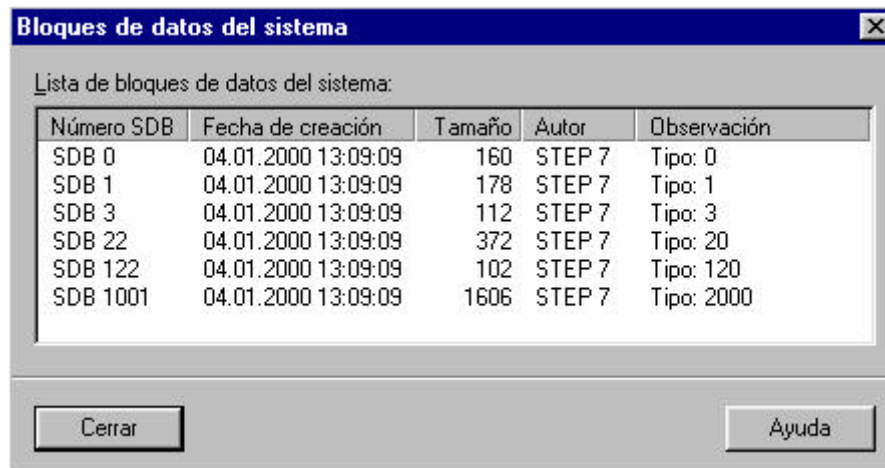 Bloques de datos del sistema
Lista de bloques de datos del sistema:
Número SDB Fecha de creación Tamaño Autor Observación
SDB 0 04.01.2000 13:09:09 160 STEP 7 Tipo: 0
SDB 1 04.01.2000 13:09:09 178 STEP 7 Tipo: 1
SDB 3 04.01.2000 13:09:09 112 STEP 7 Tipo: 3
SDB 22 04.01.2000 13:09:09 372 STEP 7 Tipo: 20
SDB 122 04.01.2000 13:09:09 102 STEP 7 Tipo: 120
SDB 1001 04.01.2000 13:09:09 1606 STEP 7 Tipo: 2000
Cerrar Ayuda